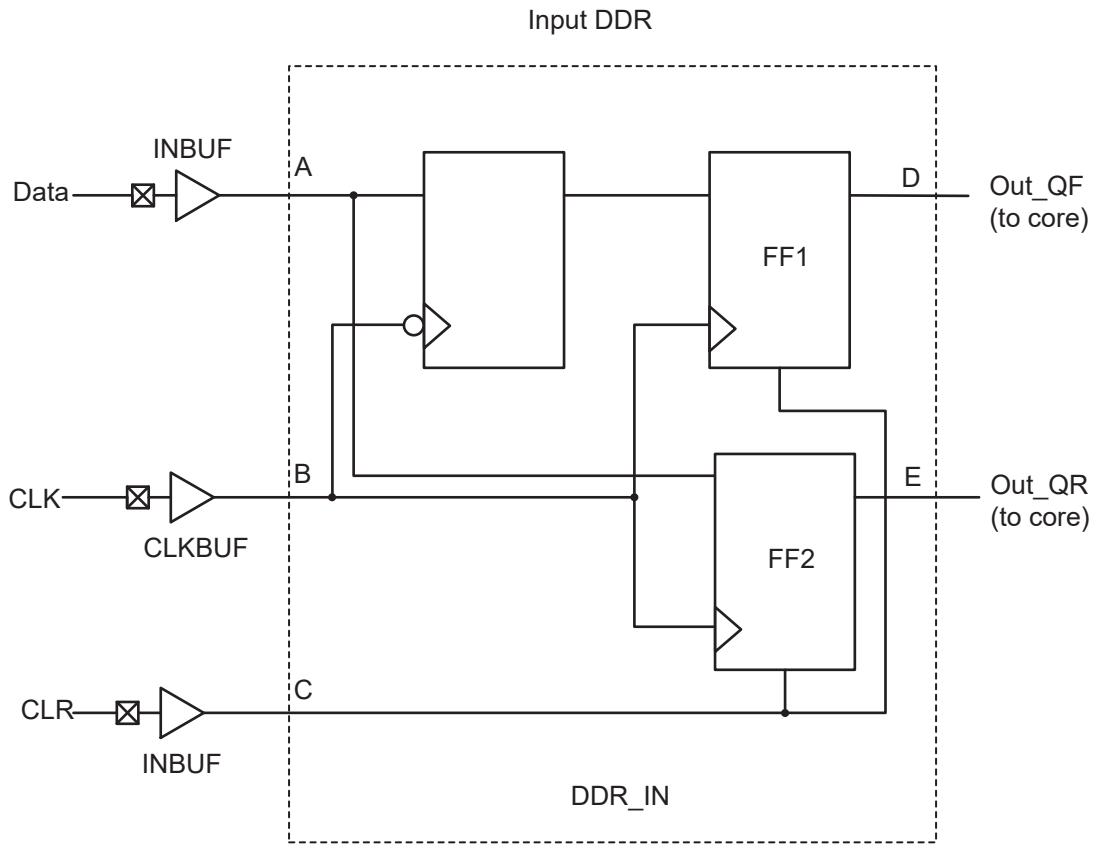 Input DDR
INBUF
A
Data
D
Out_QF
(to core)
FF1
B
CLK
E
Out_QR
(to core)
CLKBUF
FF2
C
CLR
INBUF
DDR_IN